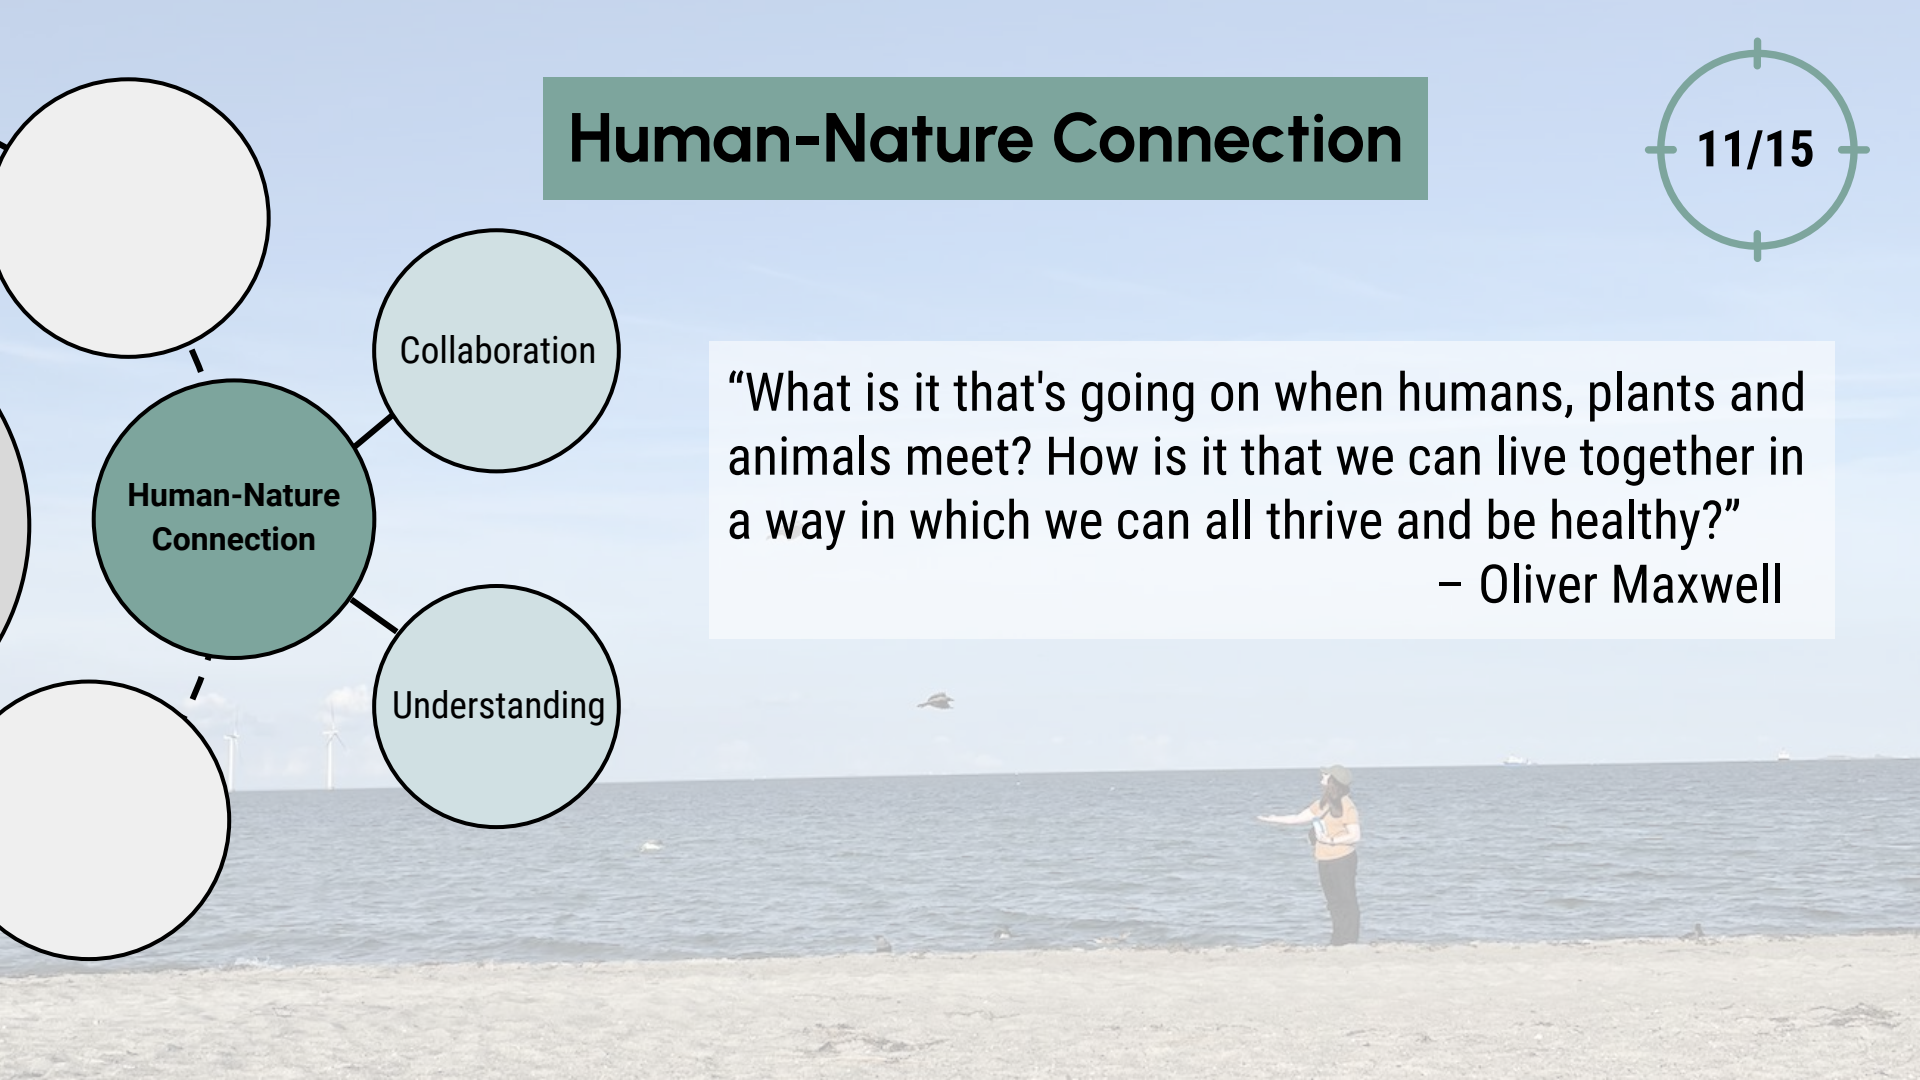 Human-Nature Connection
11/15
Collaboration
Human-Nature
Connection
Understanding
“What is it that's going on when humans, plants and
animals meet? How is it that we can live together in
a way in which we can all thrive and be healthy?”
– Oliver Maxwell